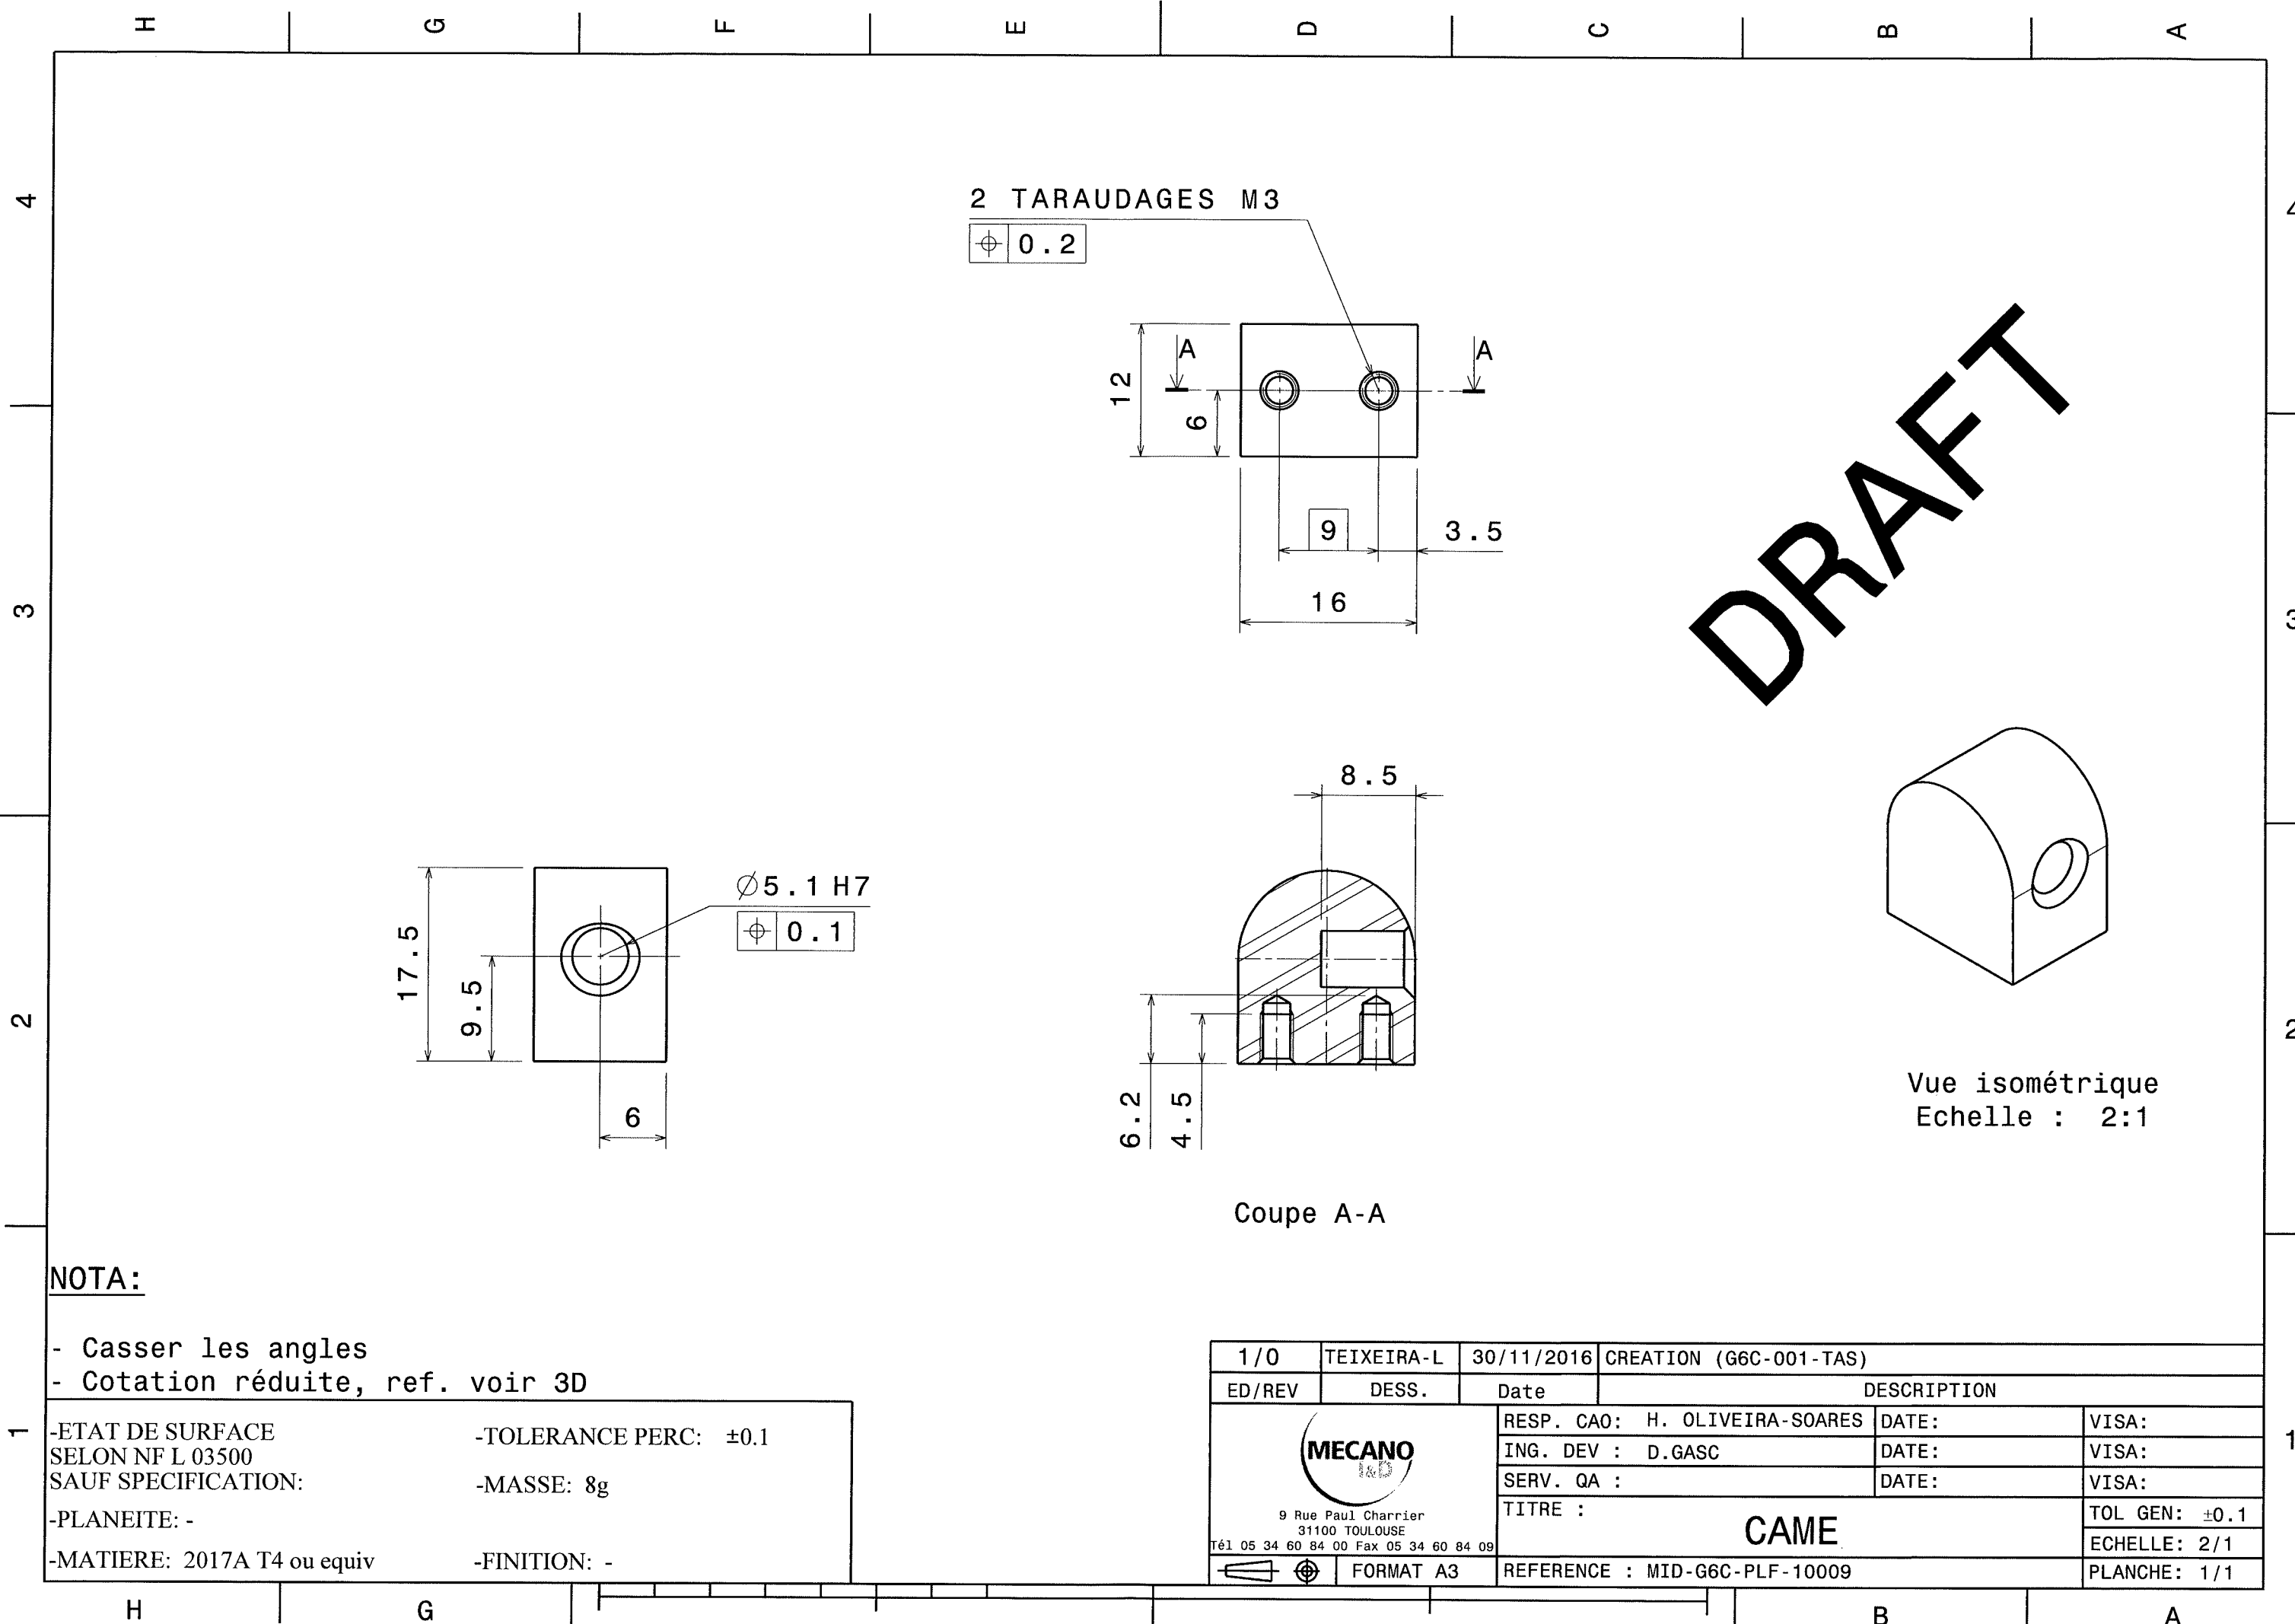 H G F E D C B A
4
4
3
3
2
2
1
1
2 TARAUDAGES M3
0.2
A
A
12
6
9
3.5
16
DRAFT
8.5
17.5
9.5
6
Ø5.1 H7
0.1
6.2
4.5
Coupe A-A
Vue isométrique
Echelle : 2:1
NOTA:
- Casser les angles
- Cotation réduite, ref. voir 3D
-ETAT DE SURFACE
SELON NF L 03500
SAUF SPECIFICATION:
-PLANEITE: -
-MATIERE: 2017A T4 ou equiv
-TOLERANCE PERC: ±0.1
-MASSE: 8g
-FINITION: -
1/0 TEIXEIRA-L 30/11/2016 CREATION (G6C-001-TAS)
ED/REV DESS. Date DESCRIPTION
MECANO
I&D
9 Rue Paul Charrier
31100 TOULOUSE
Tél 05 34 60 84 00 Fax 05 34 60 84 09
FORMAT A3
RESP. CAO: H. OLIVEIRA-SOARES DATE: VISA:
ING. DEV : D.GASC DATE: VISA:
SERV. QA : DATE: VISA:
TITRE :
CAME
TOL GEN: ±0.1
ECHELLE: 2/1
REFERENCE : MID-G6C-PLF-10009
PLANCHE: 1/1
H G B A